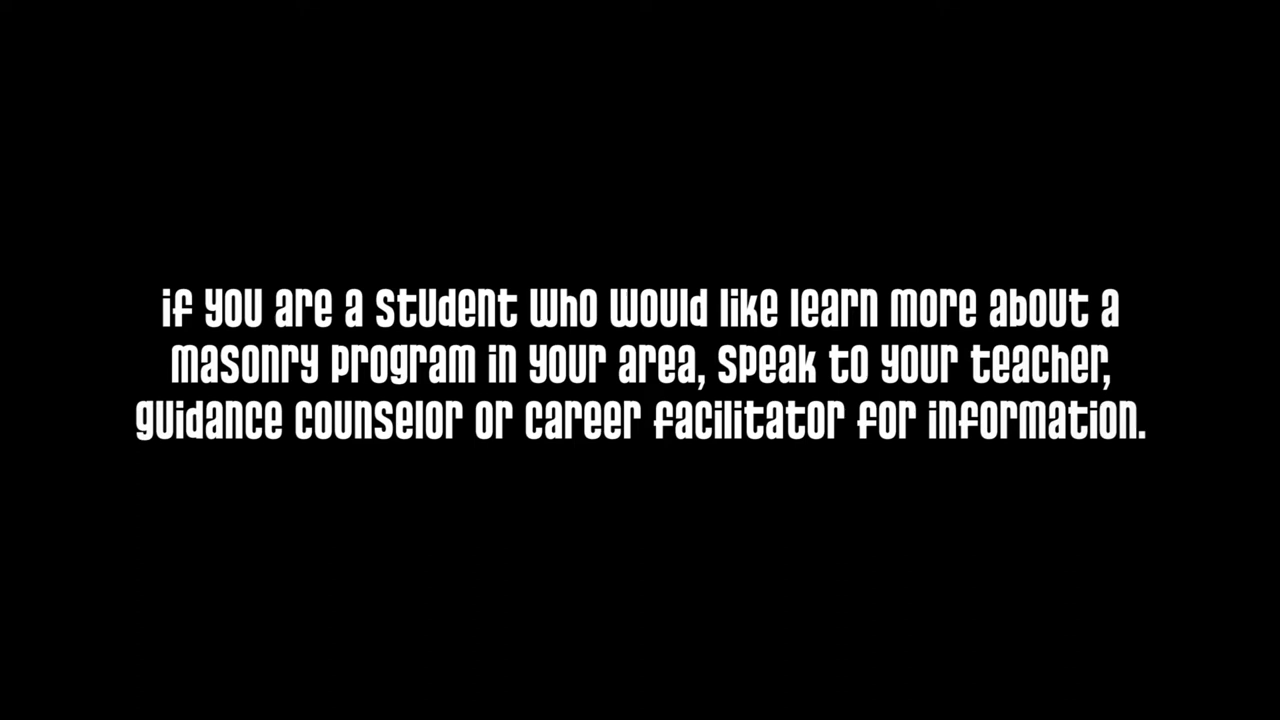 if you are a student who would like learn more about a
masonry program in your area, speak to your teacher,
guidance counselor or career facilitator for information.